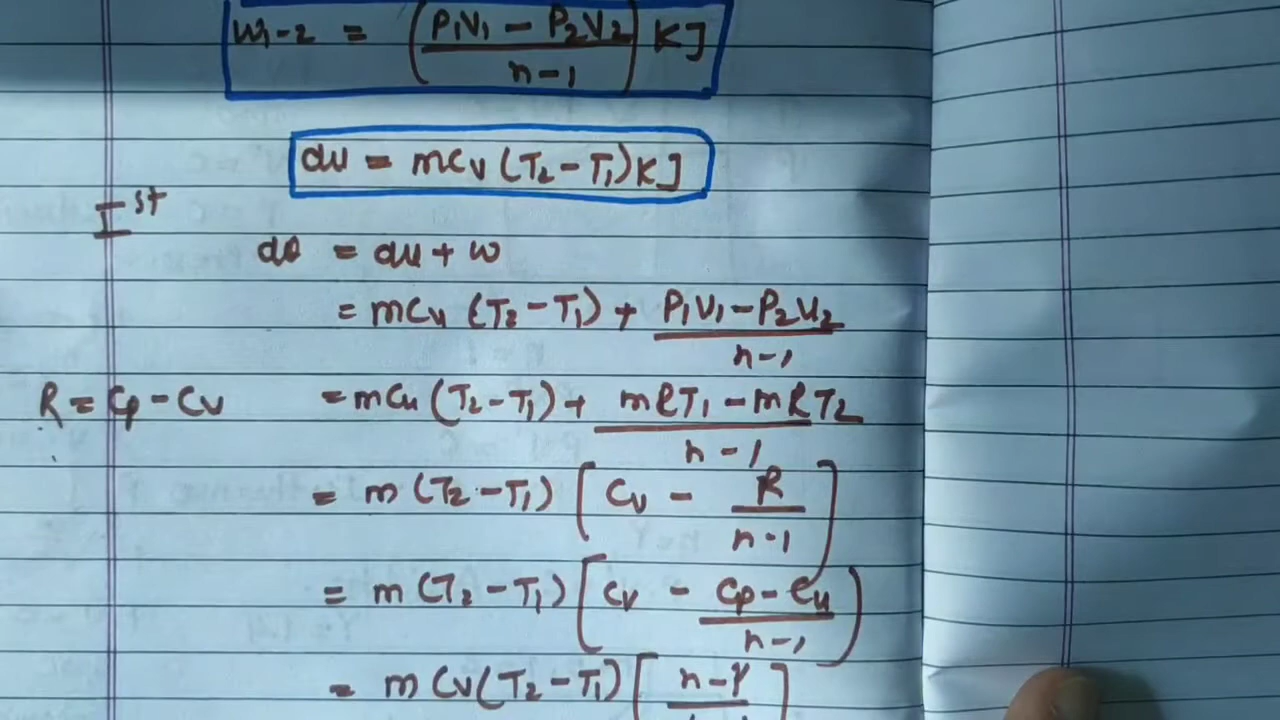 W₁₋₂ = (P₁V₁ - P₂V₂ / n-1) KJ
du = mCv (T₂-T₁) KJ
Iˢᵗ
dQ = du + w
= mCv (T₂-T₁) + P₁V₁-P₂V₂ / n-1
R = Cp - Cv = mCv (T₂-T₁) + mRT₁-mRT₂ / n-1
= m (T₂-T₁) [Cv - R / n-1]
= m (T₂-T₁) [Cv - Cp-Cv / n-1]
= m Cv (T₂-T₁) [n-γ